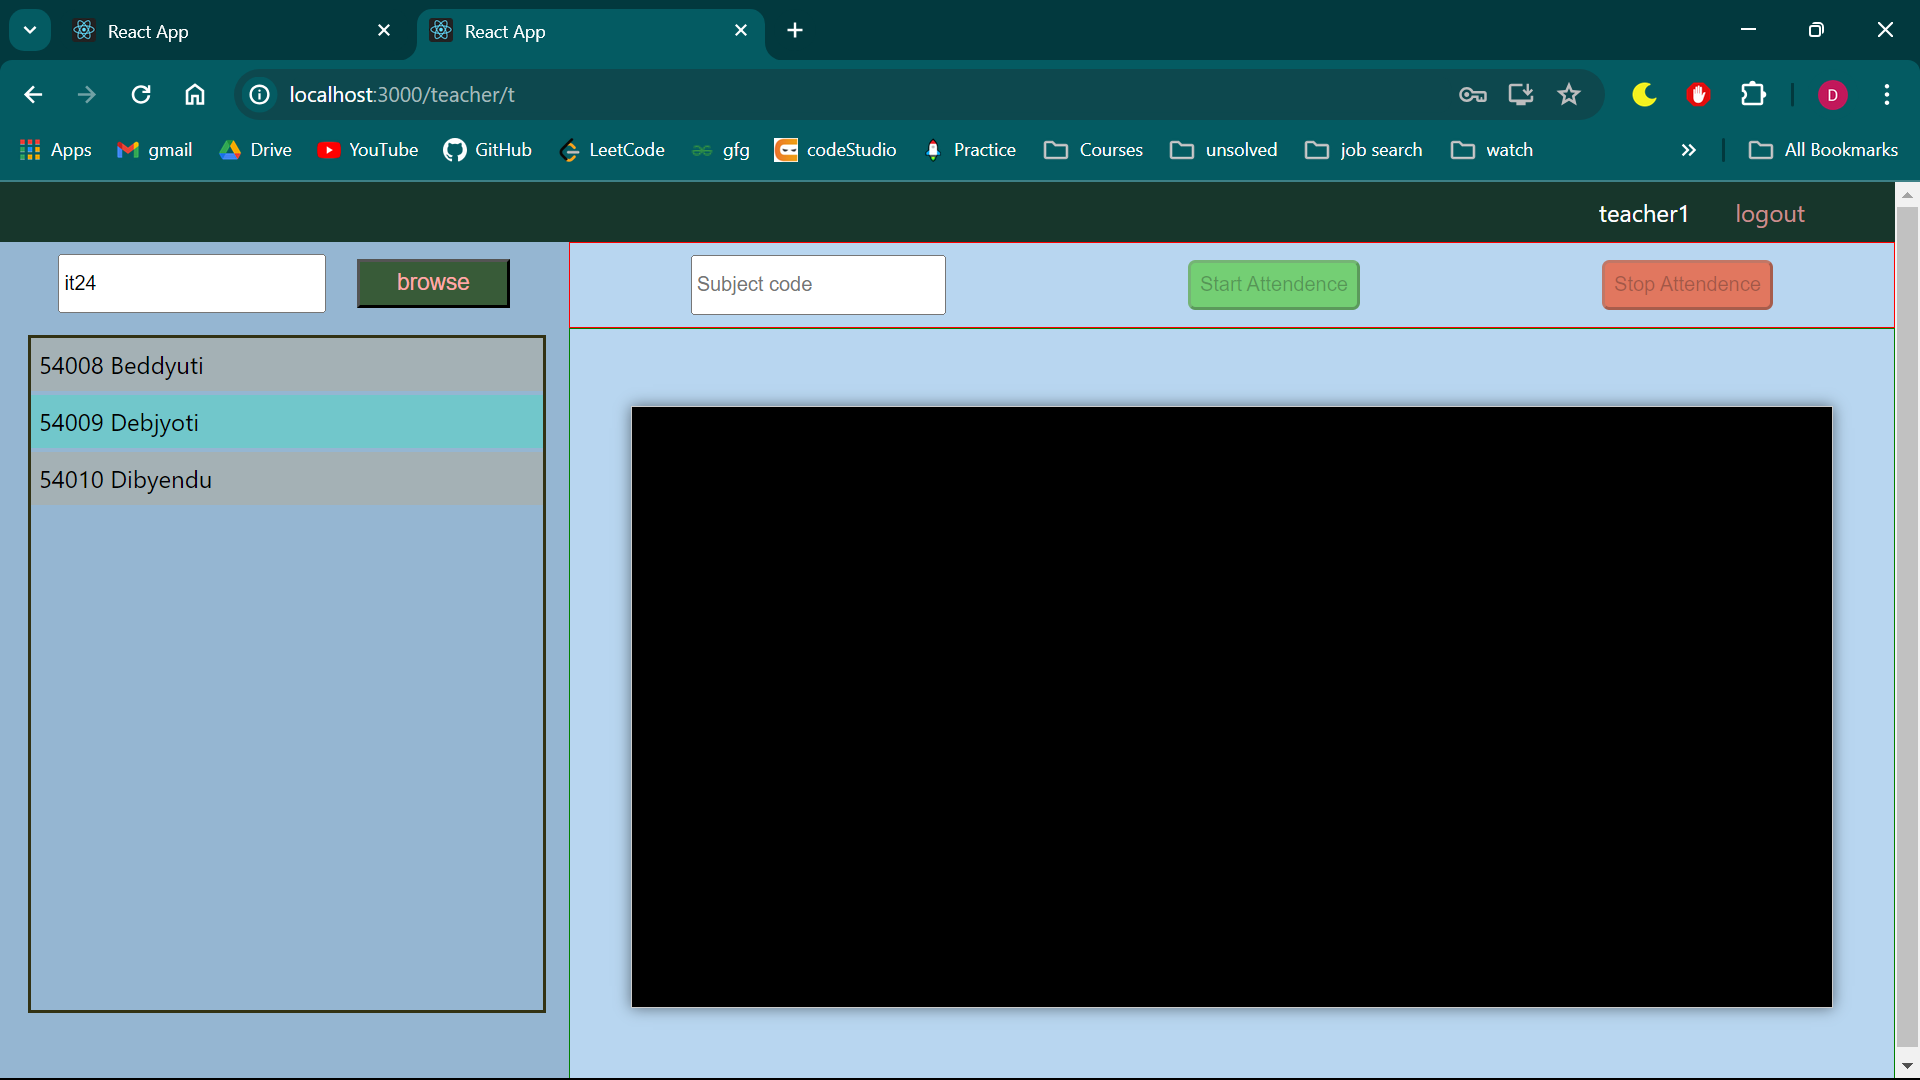 React App
React App
localhost:3000/teacher/t
D
Apps
gmail
Drive
YouTube
GitHub
LeetCode
gfg
codeStudio
Practice
Courses
unsolved
job search
watch
All Bookmarks
teacher1
logout
it24
browse
Subject code
Start Attendence
Stop Attendence
54008 Beddyuti
54009 Debjyoti
54010 Dibyendu